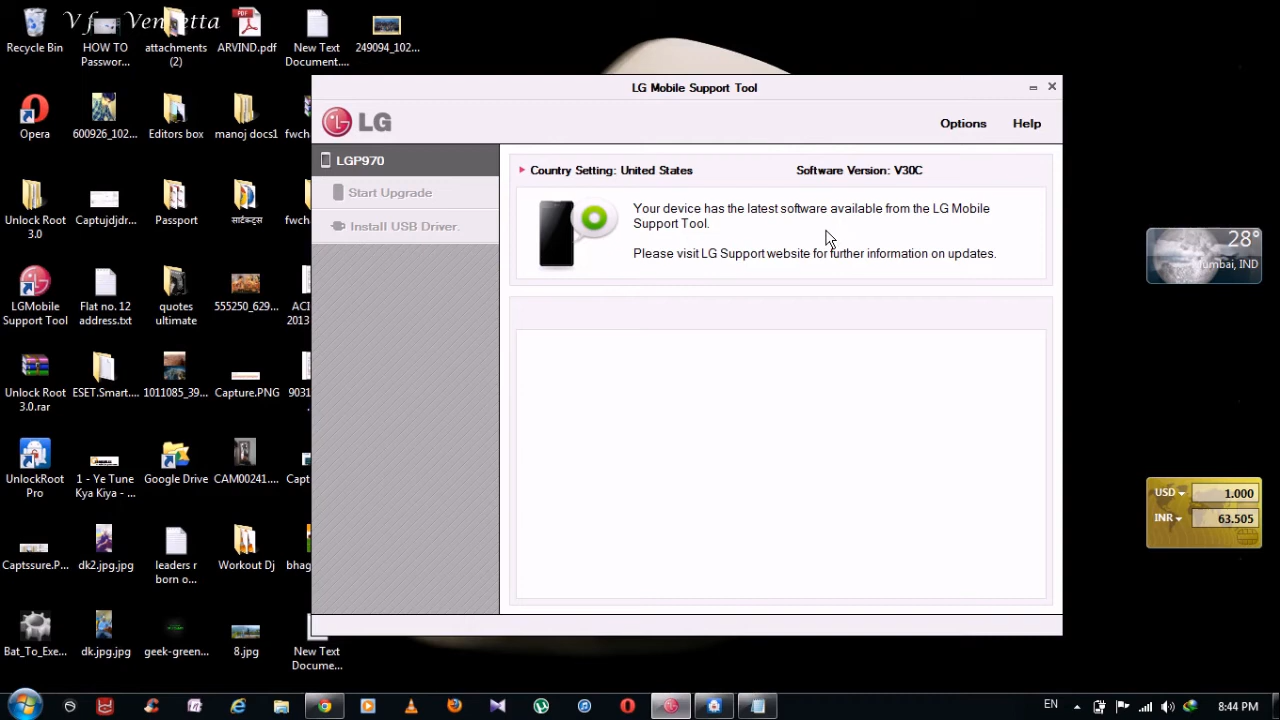 V for Vendetta
Recycle Bin
HOW TO
Passwor...
attachments
(2)
ARVIND.pdf
New Text
Document....
249094_102...
Opera
600926_102...
Editors box
manoj docs1
fwch
Unlock Root
3.0
Captujdjdr...
Passport
fwch
LGMobile
Support Tool
Flat no. 12
address.txt
quotes
ultimate
555250_629...
ACI
2013
Unlock Root
3.0.rar
ESET.Smart....
1011085_39...
Capture.PNG
9031
UnlockRoot
Pro
1 - Ye Tune
Kya Kiya - ...
Google Drive
CAM00241....
Capt
Captssure.P...
dk2.jpg.jpg
leaders r
born o...
Workout Dj
bhag
Bat_To_Exe...
dk.jpg.jpg
geek-green...
8.jpg
New Text
Docume...
LG Mobile Support Tool
LG
Options
Help
LGP970
Start Upgrade
Install USB Driver.
Country Setting: United States
Software Version: V30C
Your device has the latest software available from the LG Mobile
Support Tool.
Please visit LG Support website for further information on updates.
28°
Mumbai, IND
USD
1.000
INR
63.505
EN
8:44 PM